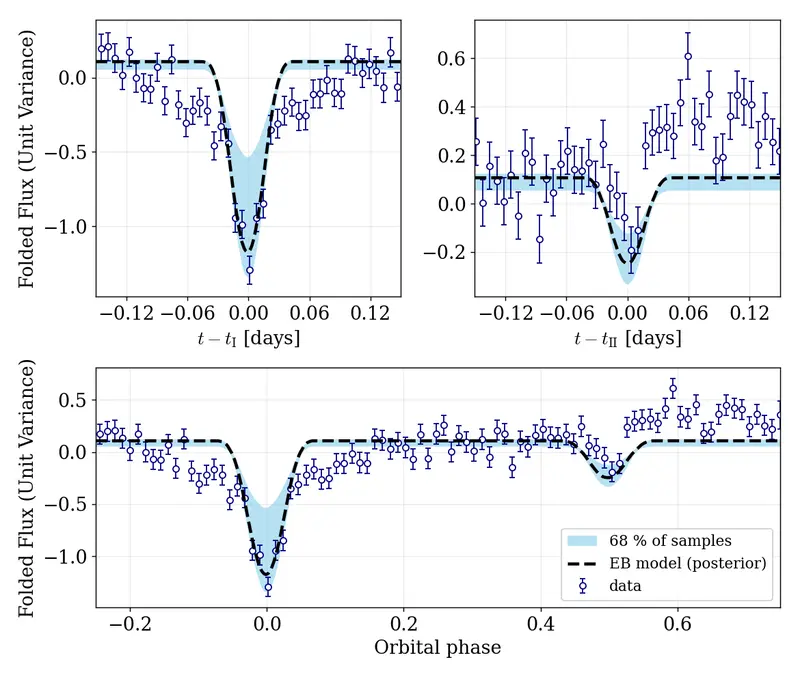 Folded Flux (Unit Variance)
0.0
−0.5
−1.0
−0.12 −0.06 0.00 0.06 0.12
t − tI [days]
0.6
0.4
0.2
0.0
−0.2
−0.12 −0.06 0.00 0.06 0.12
t − tII [days]
Folded Flux (Unit Variance)
0.5
0.0
−0.5
−1.0
68 % of samples
EB model (posterior)
data
−0.2 0.0 0.2 0.4 0.6
Orbital phase